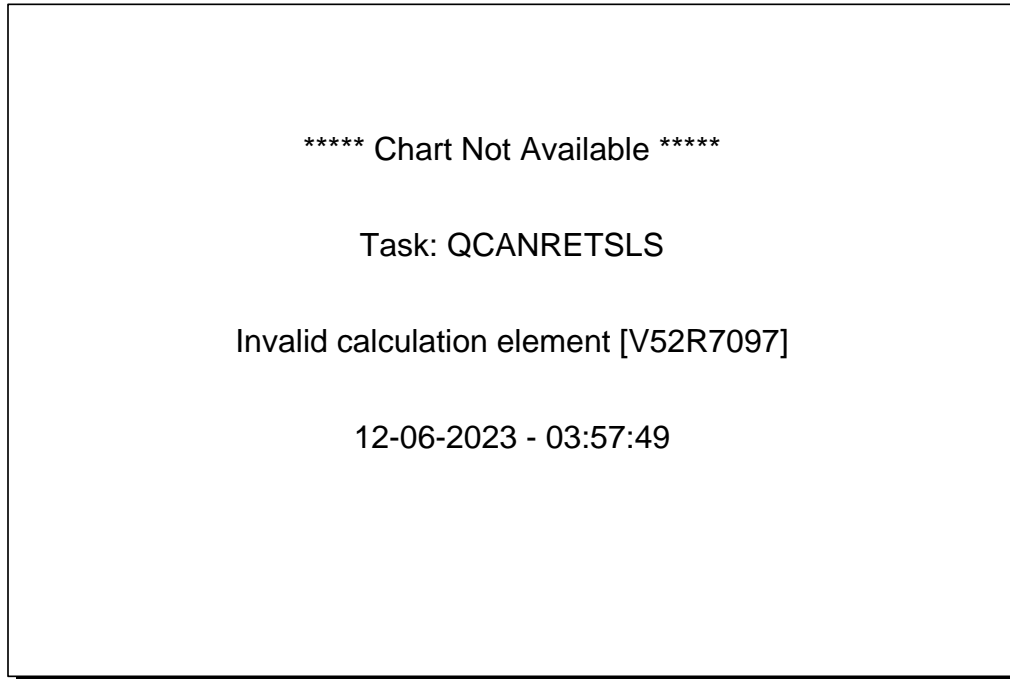 ***** Chart Not Available *****
Task: QCANRETSLS
Invalid calculation element [V52R7097]
12-06-2023 - 03:57:49